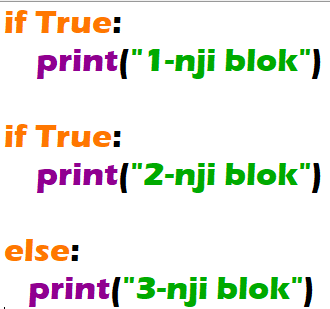 if True:
    print("1-nji blok")
if True:
    print("2-nji blok")
else:
    print("3-nji blok")